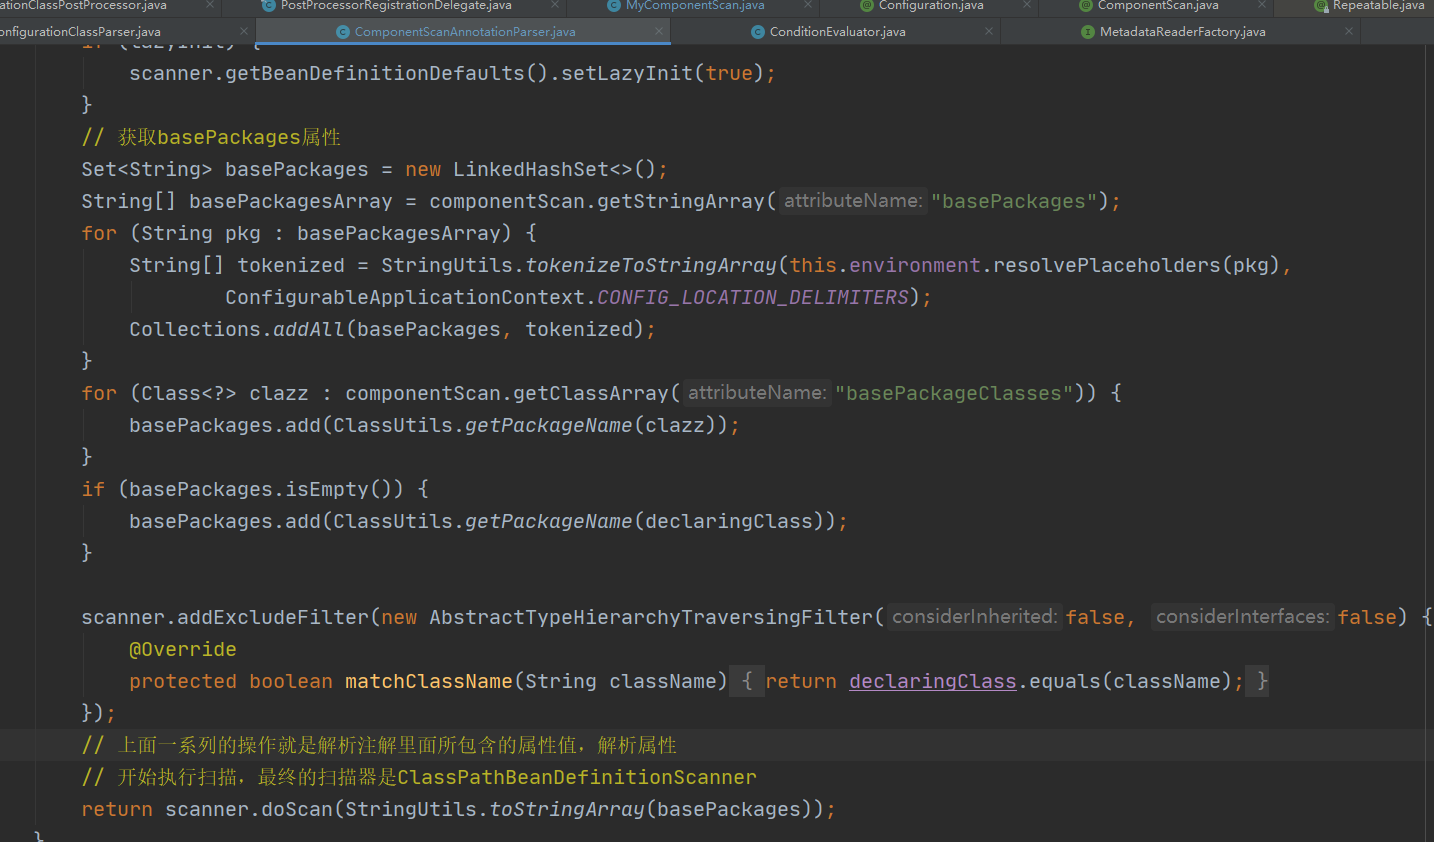 ationClassPostProcessor.java PostProcessorRegistrationDelegate.java MyComponentScan.java Configuration.java ComponentScan.java Repeatable.java
onfigurationClassParser.java ComponentScanAnnotationParser.java ConditionEvaluator.java MetadataReaderFactory.java
if (lazyInit) {
scanner.getBeanDefinitionDefaults().setLazyInit(true);
}
// 获取basePackages属性
Set<String> basePackages = new LinkedHashSet<>();
String[] basePackagesArray = componentScan.getStringArray( attributeName: "basePackages");
for (String pkg : basePackagesArray) {
String[] tokenized = StringUtils.tokenizeToStringArray(this.environment.resolvePlaceholders(pkg),
ConfigurableApplicationContext.CONFIG_LOCATION_DELIMITERS);
Collections.addAll(basePackages, tokenized);
}
for (Class<?> clazz : componentScan.getClassArray( attributeName: "basePackageClasses")) {
basePackages.add(ClassUtils.getPackageName(clazz));
}
if (basePackages.isEmpty()) {
basePackages.add(ClassUtils.getPackageName(declaringClass));
}
scanner.addExcludeFilter(new AbstractTypeHierarchyTraversingFilter( considerInherited: false, considerInterfaces: false) {
@Override
protected boolean matchClassName(String className) { return declaringClass.equals(className); }
});
// 上面一系列的操作就是解析注解里面所包含的属性值，解析属性
// 开始执行扫描，最终的扫描器是ClassPathBeanDefinitionScanner
return scanner.doScan(StringUtils.toStringArray(basePackages));
}